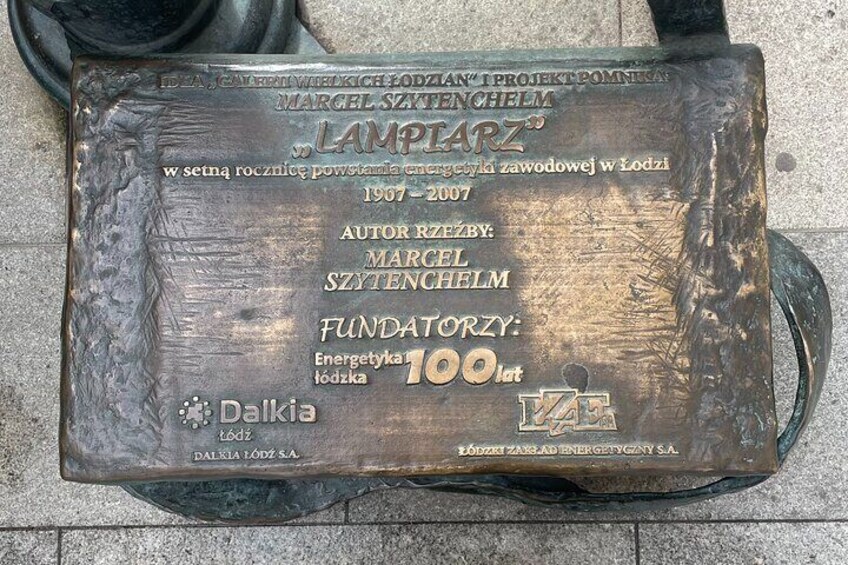 IDEA „GALERII WIELKICH ŁODZIAN" I PROJEKT POMNIKA:
MARCEL SZYTENCHELM
„LAMPIARZ"
w setną rocznicę powstania energetyki zawodowej w Łodzi
1907 – 2007
AUTOR RZEŹBY:
MARCEL
SZYTENCHELM
FUNDATORZY:
Energetyka
łódzka 100 lat
Dalkia
Łódź
DALKIA ŁÓDŹ S.A.
ŁZE
ŁÓDZKI ZAKŁAD ENERGETYCZNY S.A.